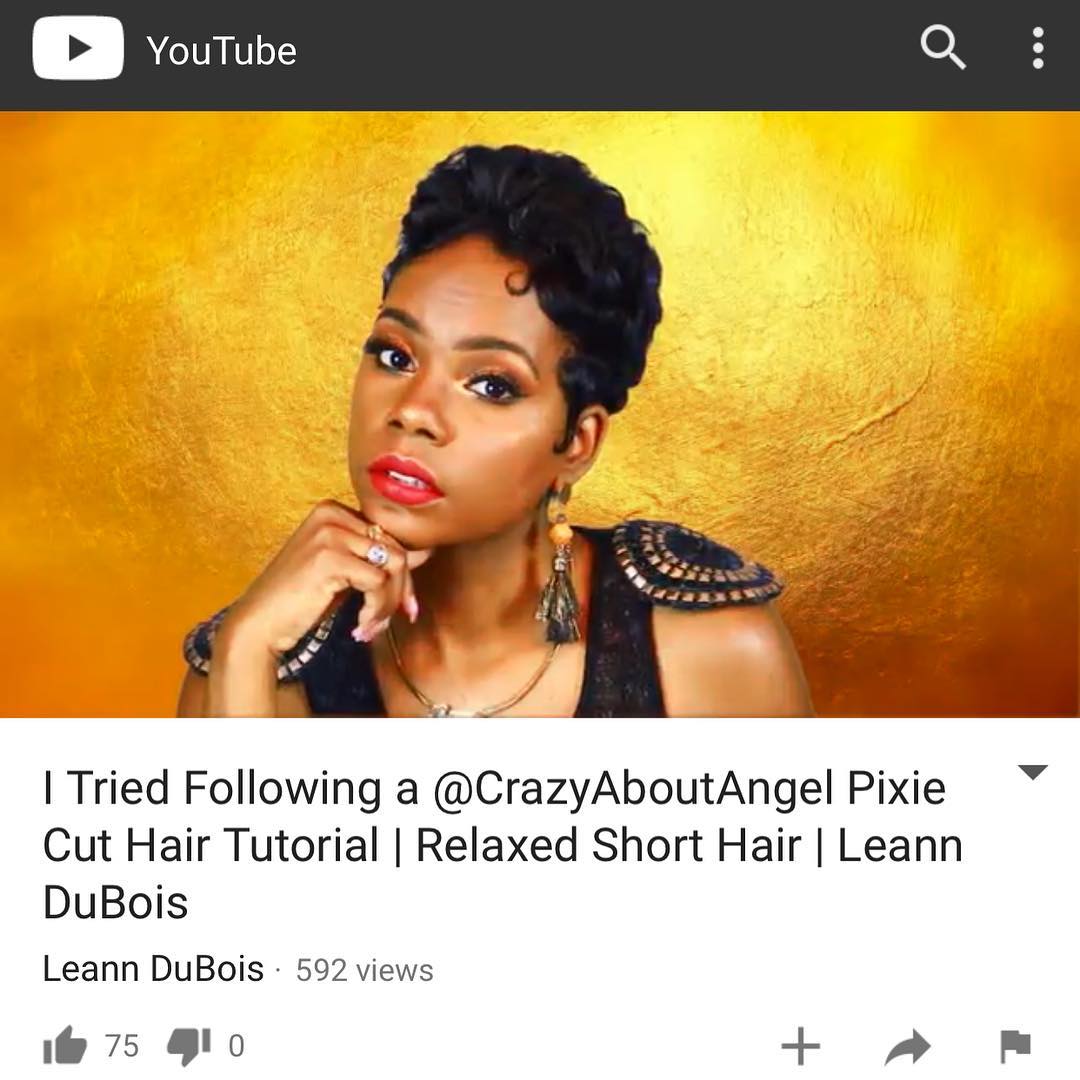 YouTube
I Tried Following a @CrazyAboutAngel Pixie
Cut Hair Tutorial | Relaxed Short Hair | Leann
DuBois
Leann DuBois · 592 views
75 0